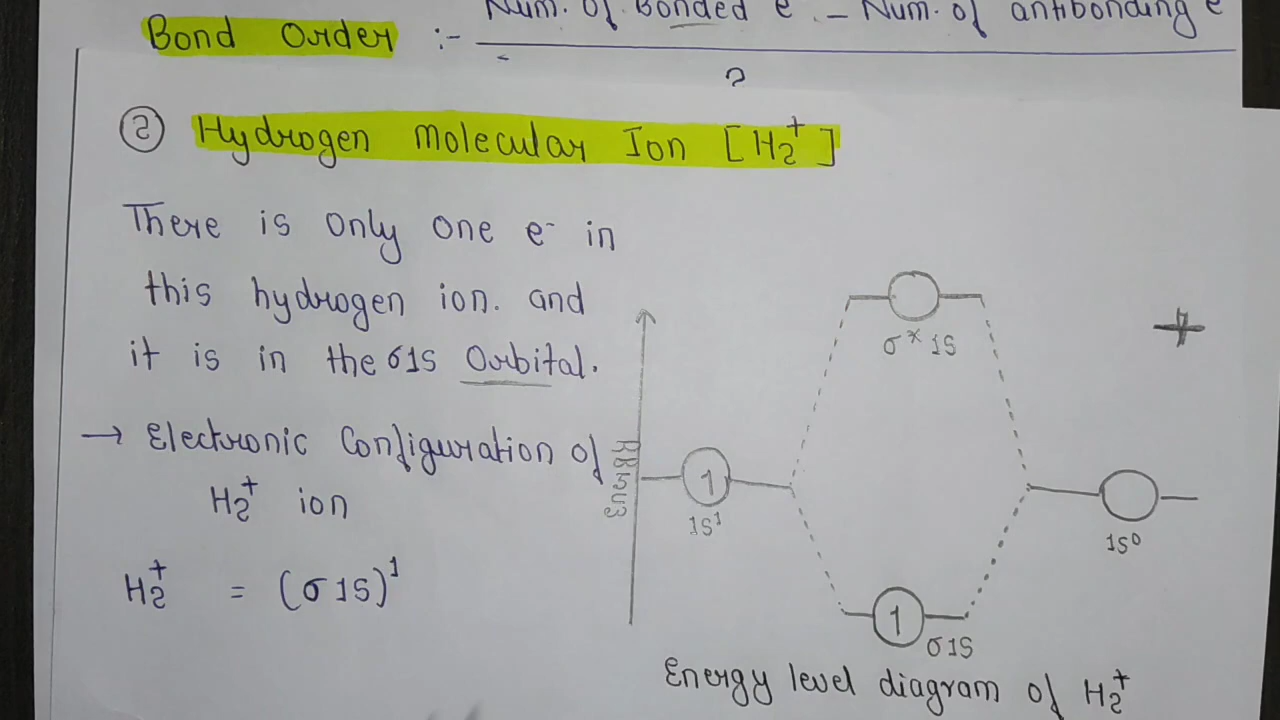 Bond Order :- Num. of Bonded e - Num. of antibonding e
2
② Hydrogen Molecular Ion [H₂⁺]
There is only one e⁻ in
this hydrogen ion. and
it is in the σ1s Orbital.
→ Electronic Configuration of
H₂⁺ ion
H₂⁺ = (σ1s)¹
σ* 1s
+
1
1s¹
1s⁰
1
σ1s
Energy level diagram of H₂⁺